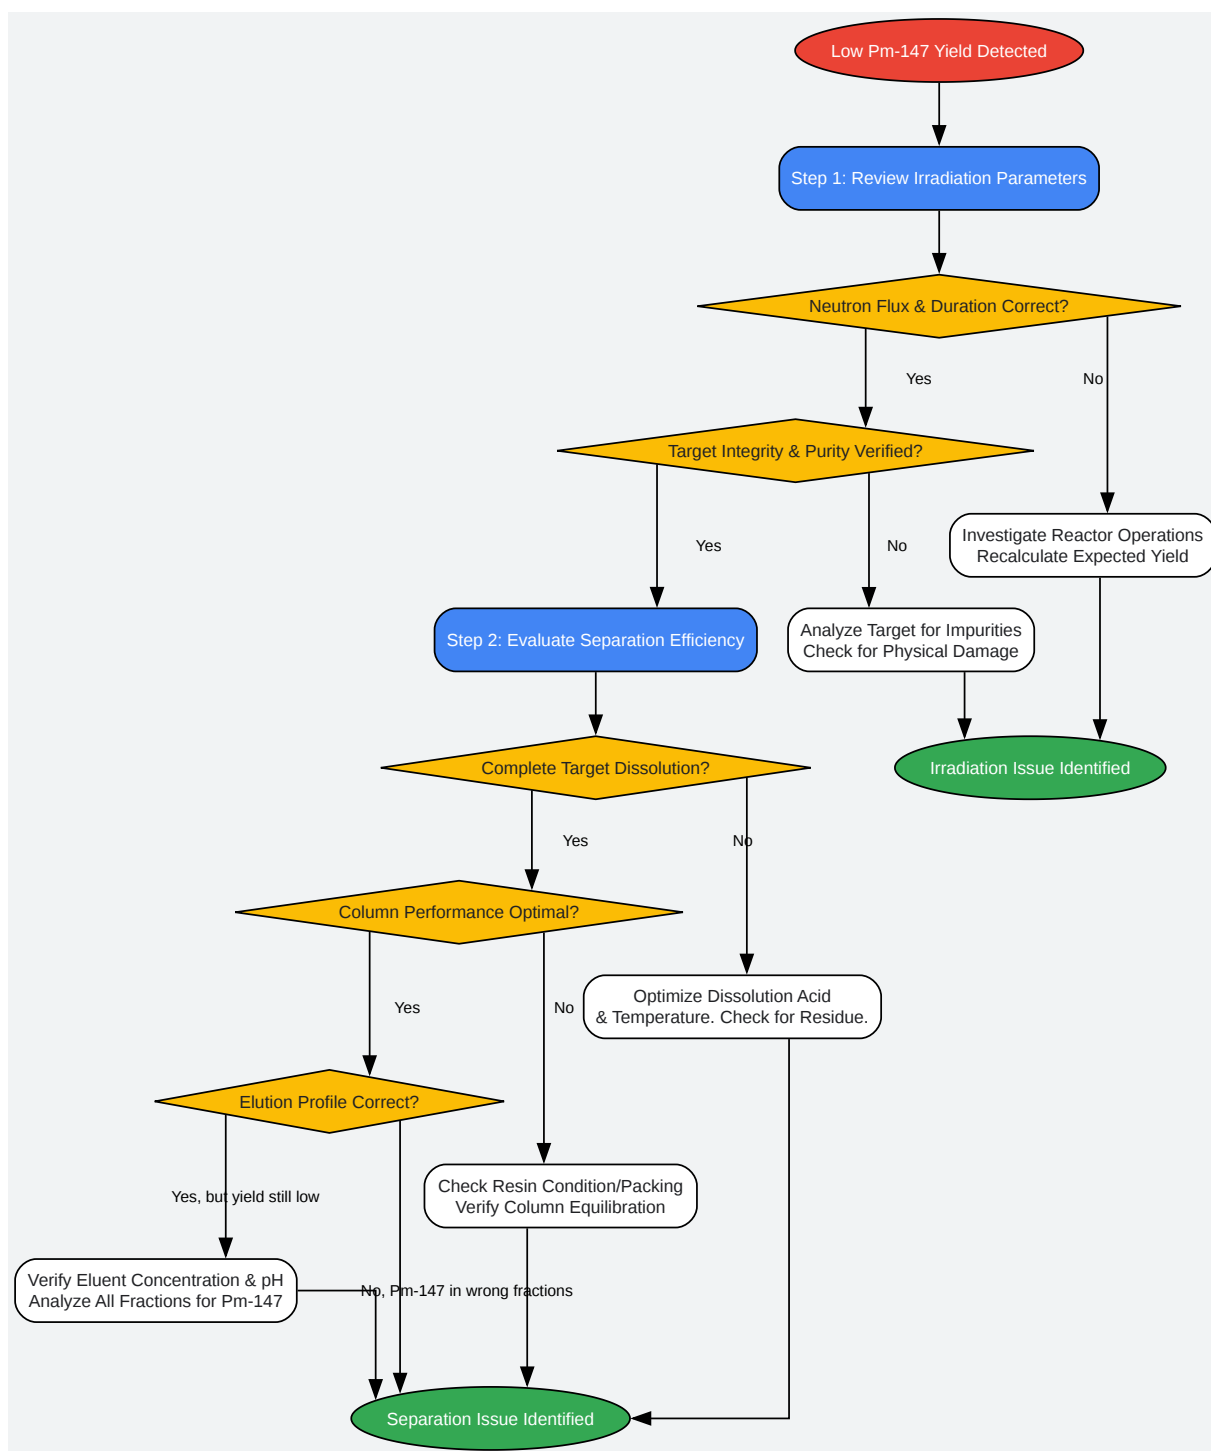 Low Pm-147 Yield Detected
Step 1: Review Irradiation Parameters
Neutron Flux & Duration Correct?
Yes
No
Target Integrity & Purity Verified?
Yes
No
Investigate Reactor Operations
Recalculate Expected Yield
Step 2: Evaluate Separation Efficiency
Analyze Target for Impurities
Check for Physical Damage
Complete Target Dissolution?
Irradiation Issue Identified
Yes
No
Column Performance Optimal?
Yes
No
Optimize Dissolution Acid
& Temperature. Check for Residue.
Elution Profile Correct?
Yes, but yield still low
Check Resin Condition/Packing
Verify Column Equilibration
Verify Eluent Concentration & pH
Analyze All Fractions for Pm-147
No, Pm-147 in wrong fractions
Separation Issue Identified